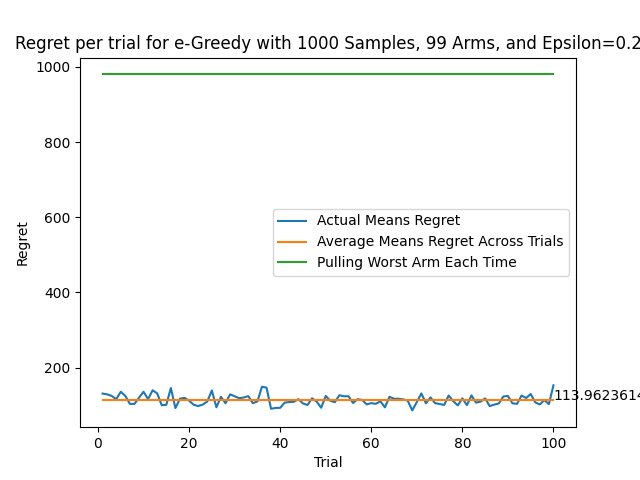 Regret per trial for e-Greedy with 1000 Samples, 99 Arms, and Epsilon=0.2
1000
800
600
400
200
Regret
Actual Means Regret
Average Means Regret Across Trials
Pulling Worst Arm Each Time
113.9623614
0 20 40 60 80 100
Trial